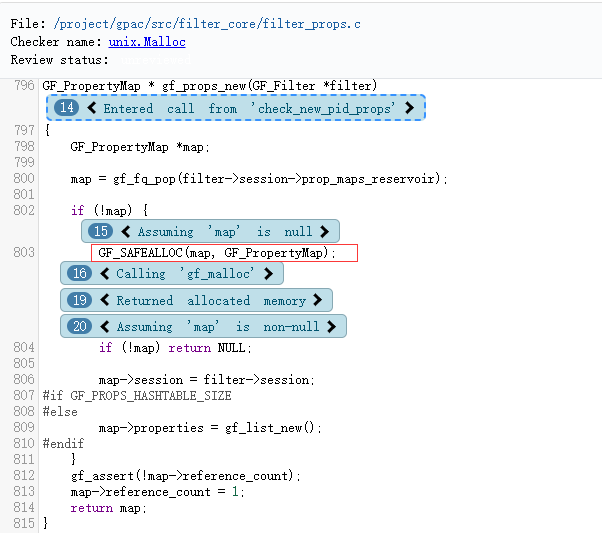 File: /project/gpac/src/filter_core/filter_props.c
Checker name: unix.Malloc
Review status:
796 GF_PropertyMap * gf_props_new(GF_Filter *filter)
14 < Entered call from 'check_new_pid_props' >
797 {
798 GF_PropertyMap *map;
799
800 map = gf_fq_pop(filter->session->prop_maps_reservoir);
801
802 if (!map) {
15 < Assuming 'map' is null >
803 GF_SAFEALLOC(map, GF_PropertyMap);
16 < Calling 'gf_malloc' >
19 < Returned allocated memory >
20 < Assuming 'map' is non-null >
804 if (!map) return NULL;
805
806 map->session = filter->session;
807 #if GF_PROPS_HASHTABLE_SIZE
808 #else
809 map->properties = gf_list_new();
810 #endif
811 }
812 gf_assert(!map->reference_count);
813 map->reference_count = 1;
814 return map;
815 }